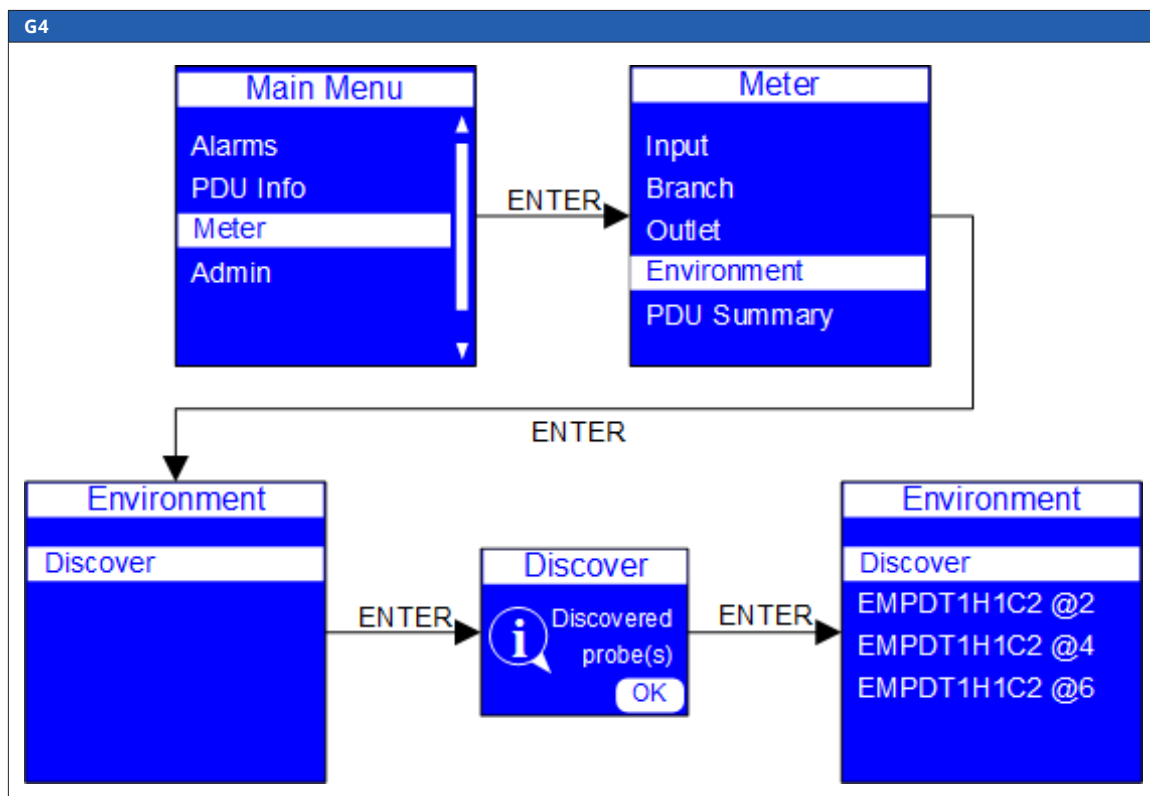 G4
Main Menu
Alarms
PDU Info
Meter
Admin
ENTER
Meter
Input
Branch
Outlet
Environment
PDU Summary
ENTER
Environment
Discover
ENTER
Discover
i
Discovered
probe(s)
OK
ENTER
Environment
Discover
EMPDT1H1C2 @2
EMPDT1H1C2 @4
EMPDT1H1C2 @6